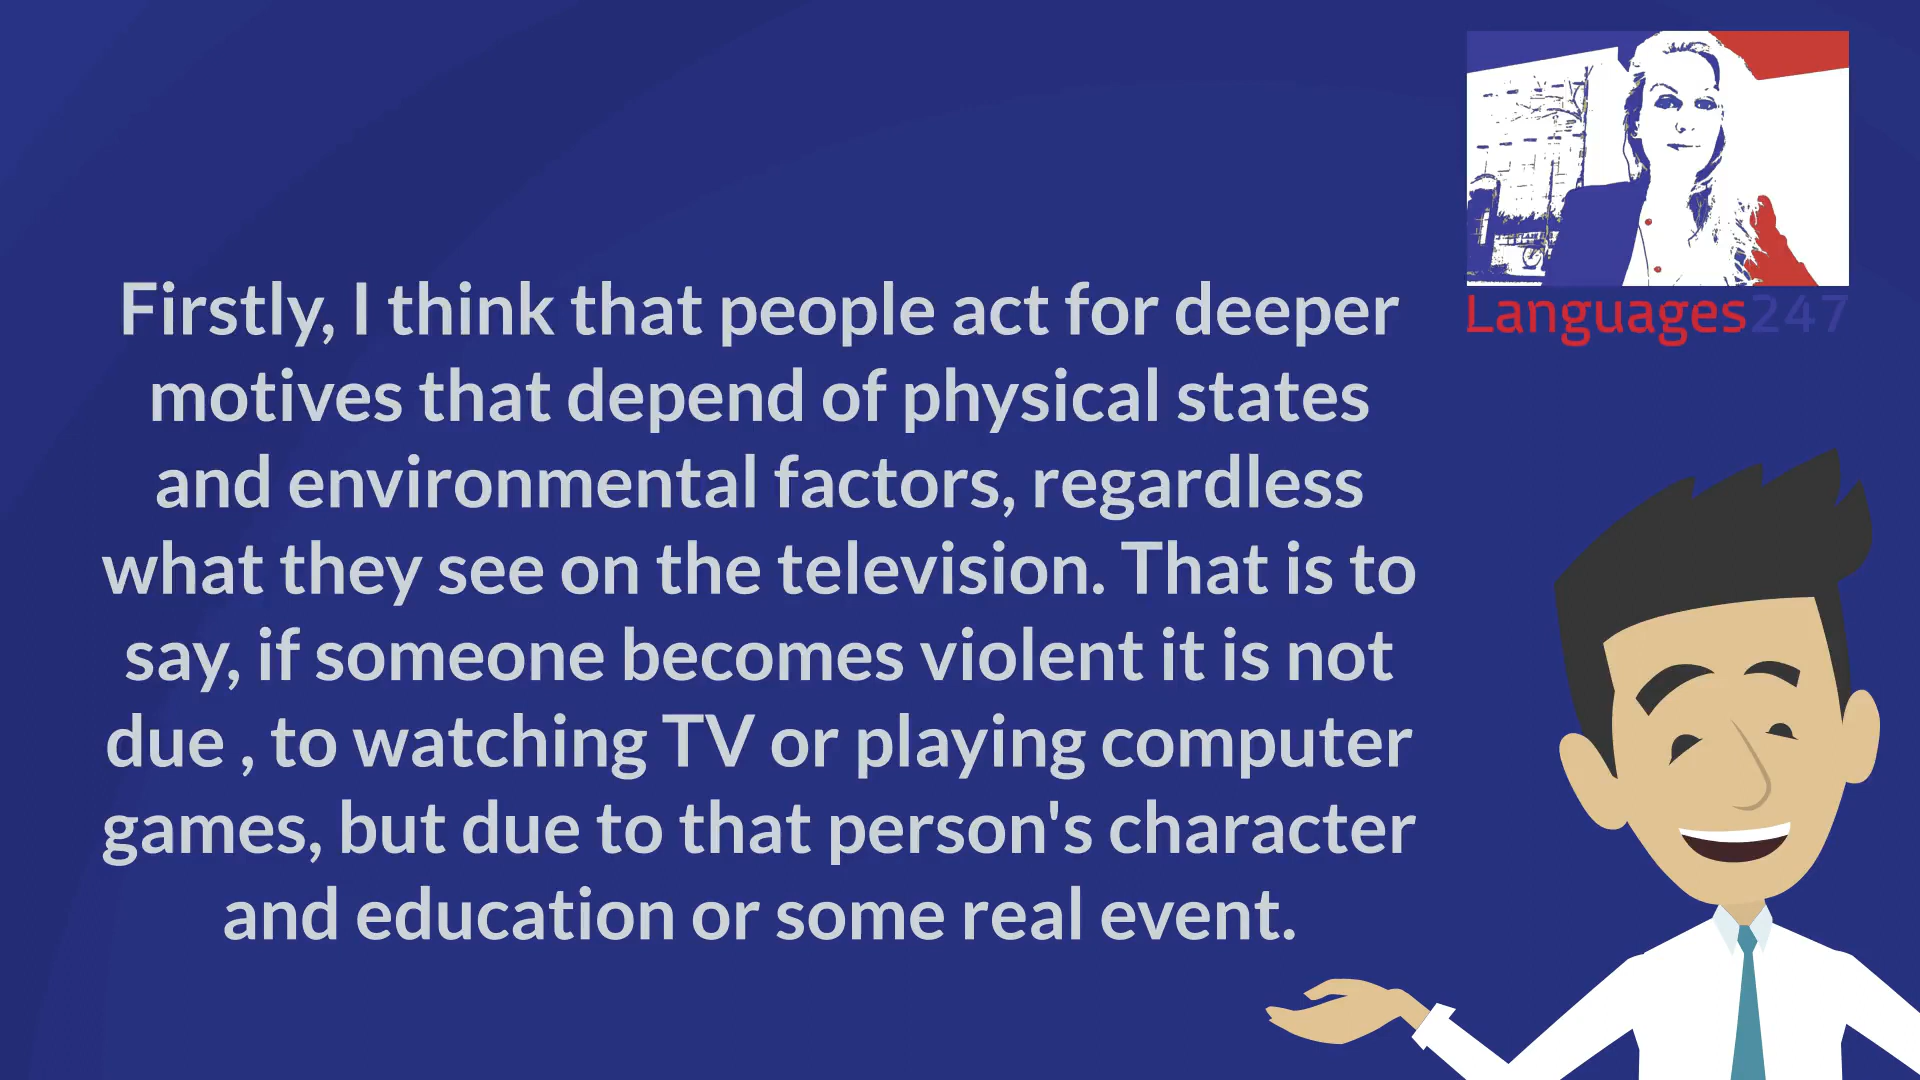 Languages247
Firstly, I think that people act for deeper
motives that depend of physical states
and environmental factors, regardless
what they see on the television. That is to
say, if someone becomes violent it is not
due , to watching TV or playing computer
games, but due to that person's character
and education or some real event.